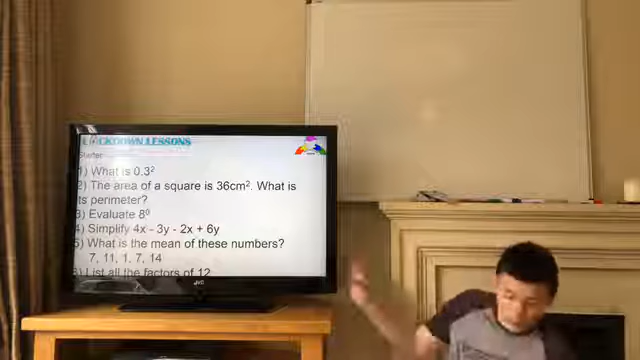 LOCKDOWN LESSONS
Starter
1) What is 0.3²
2) The area of a square is 36cm². What is
its perimeter?
3) Evaluate 8⁰
4) Simplify 4x - 3y - 2x + 6y
5) What is the mean of these numbers?
7, 11, 1, 7, 14
6) List all the factors of 12
JVC